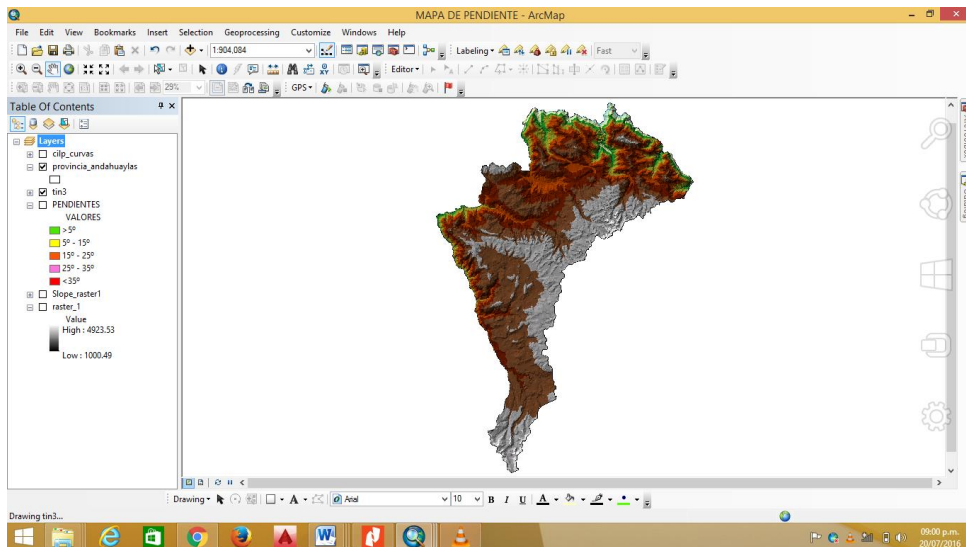 MAPA DE PENDIENTE - ArcMap
File Edit View Bookmarks Insert Selection Geoprocessing Customize Windows Help
1:904,084
Labeling
Fast
Editor
29%
GPS
Table Of Contents
Layers
cilp_curvas
provincia_andahuaylas
tin3
PENDIENTES
VALORES
>5º
5º - 15º
15º - 25º
25º - 35º
<35º
Slope_raster1
raster_1
Value
High : 4923.53
Low : 1000.49
Drawing
A
Arial
10
B I U A
Drawing tin3...
09:00 p.m.
20/07/2016